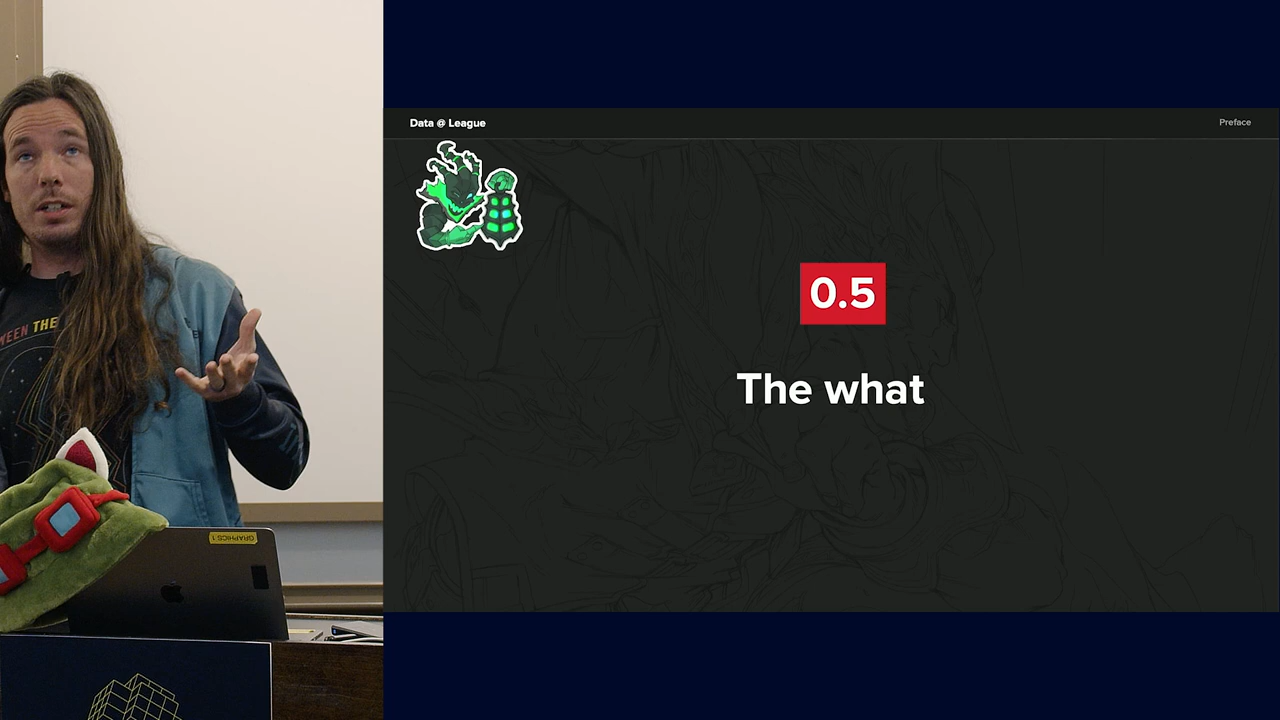 WEEN THE
GRAPHICS 1
Data @ League
Preface
0.5
The what